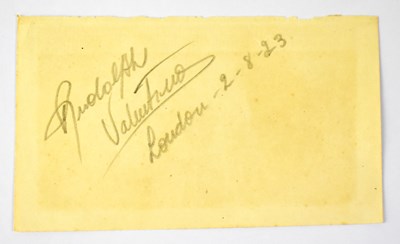 Rudolph
Valentino
London - 2-8-23